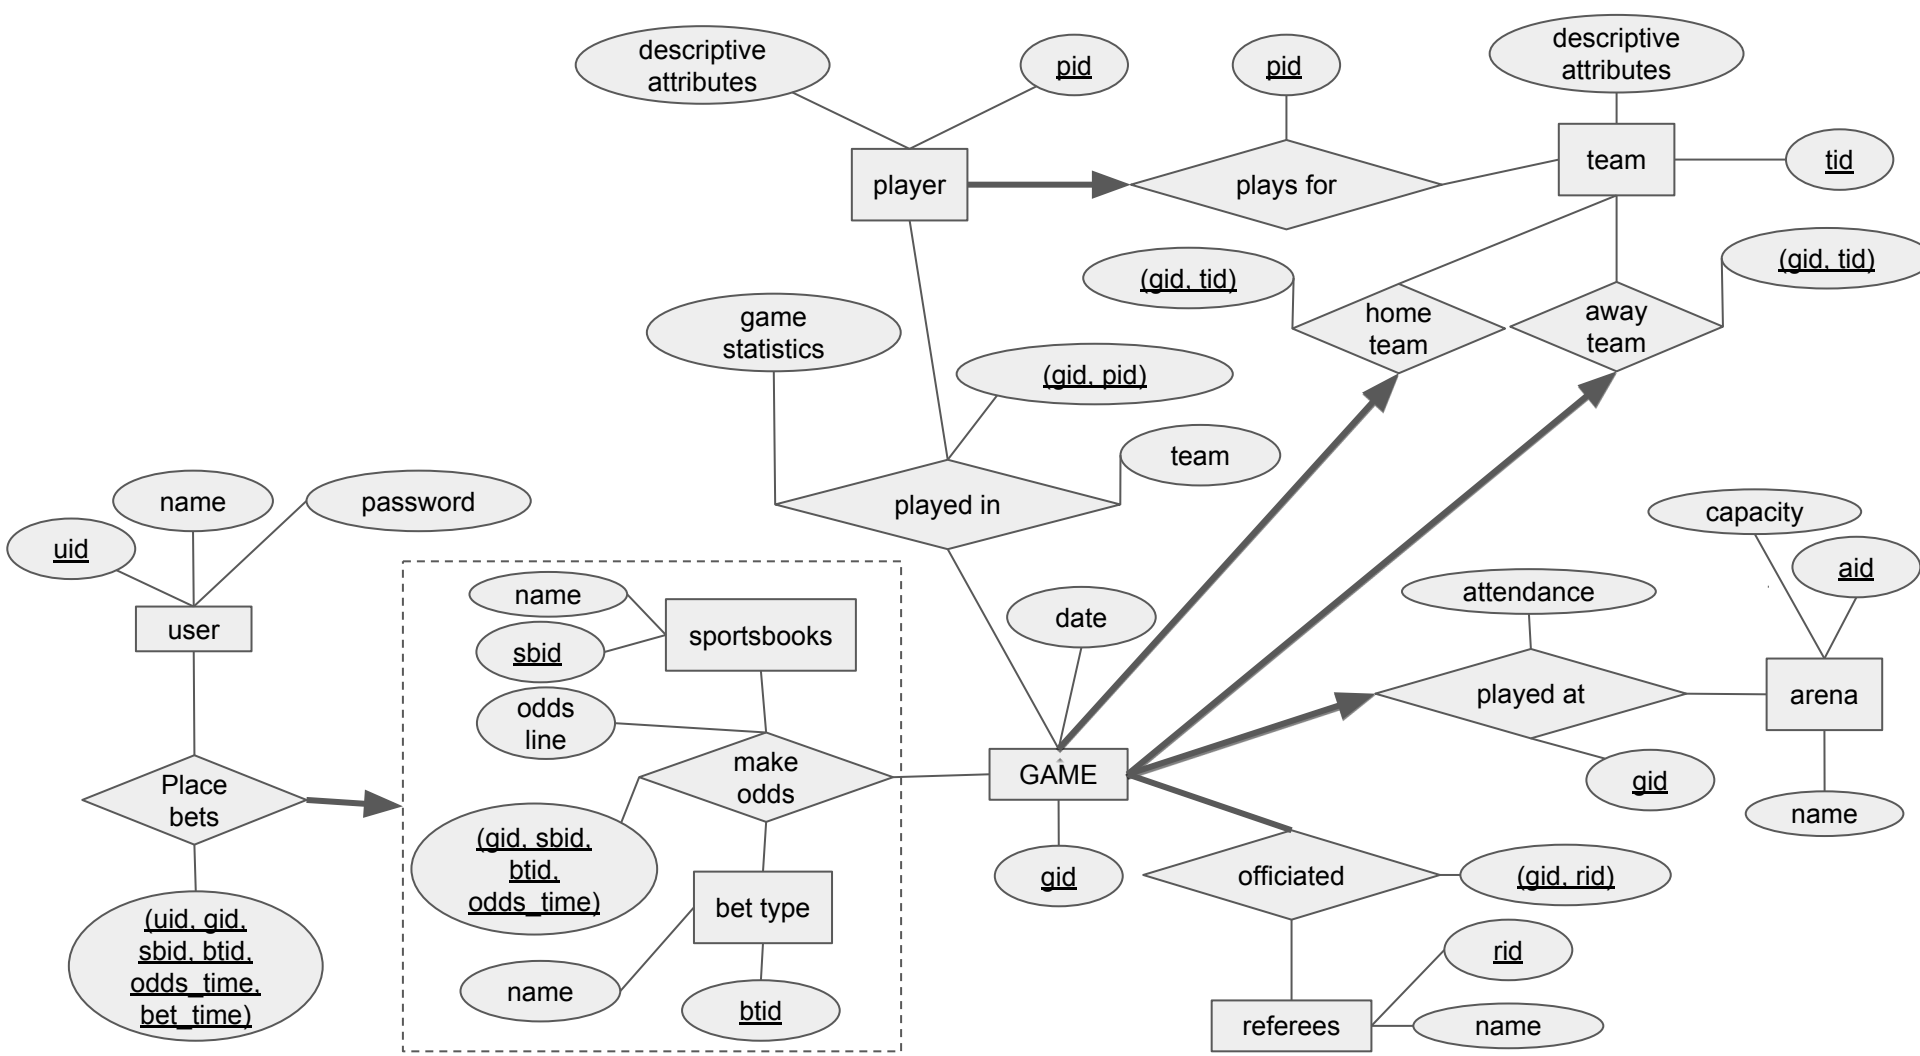 descriptive
attributes
pid
pid
descriptive
attributes
player
plays for
team
tid
(gid, tid)
(gid, tid)
home
team
away
team
game
statistics
(gid, pid)
team
played in
name
password
uid
user
capacity
aid
attendance
played at
arena
gid
name
name
sportsbooks
sbid
odds
line
date
make
odds
GAME
gid
Place
bets
(gid, sbid,
btid,
odds_time)
bet type
name
btid
(uid, gid,
sbid, btid,
odds_time,
bet_time)
officiated
(gid, rid)
rid
referees
name